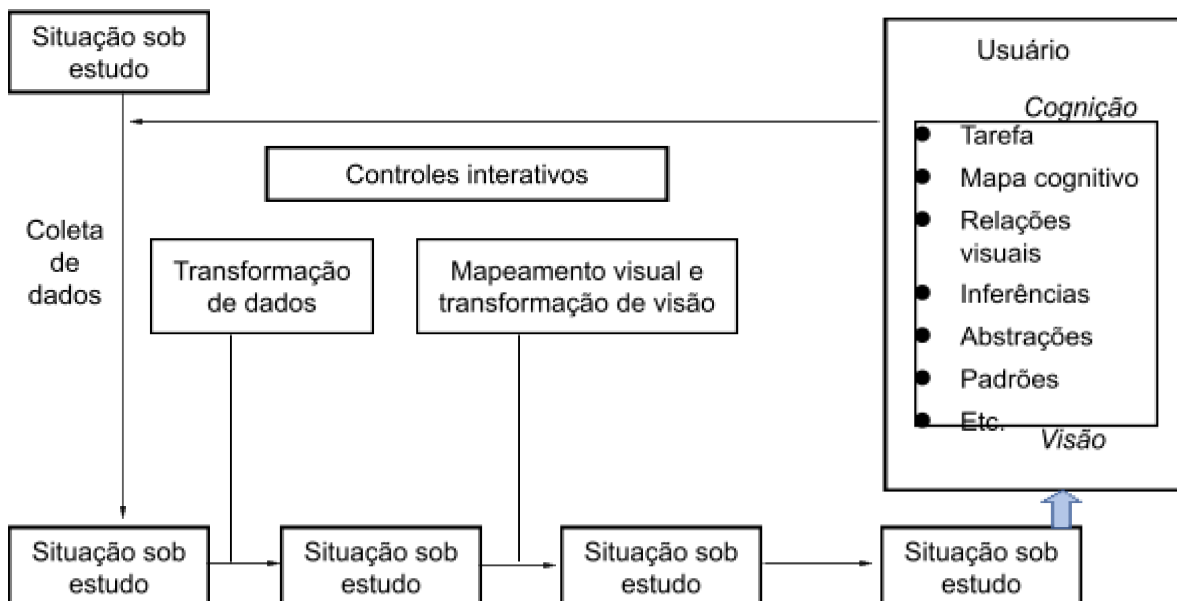 Situação sob
estudo
Usuário
Cognição
Tarefa
Mapa cognitivo
Relações
visuais
Inferências
Abstrações
Padrões
Etc.
Visão
Controles interativos
Coleta
de
dados
Transformação
de dados
Mapeamento visual e
transformação de visão
Situação sob
estudo
Situação sob
estudo
Situação sob
estudo
Situação sob
estudo